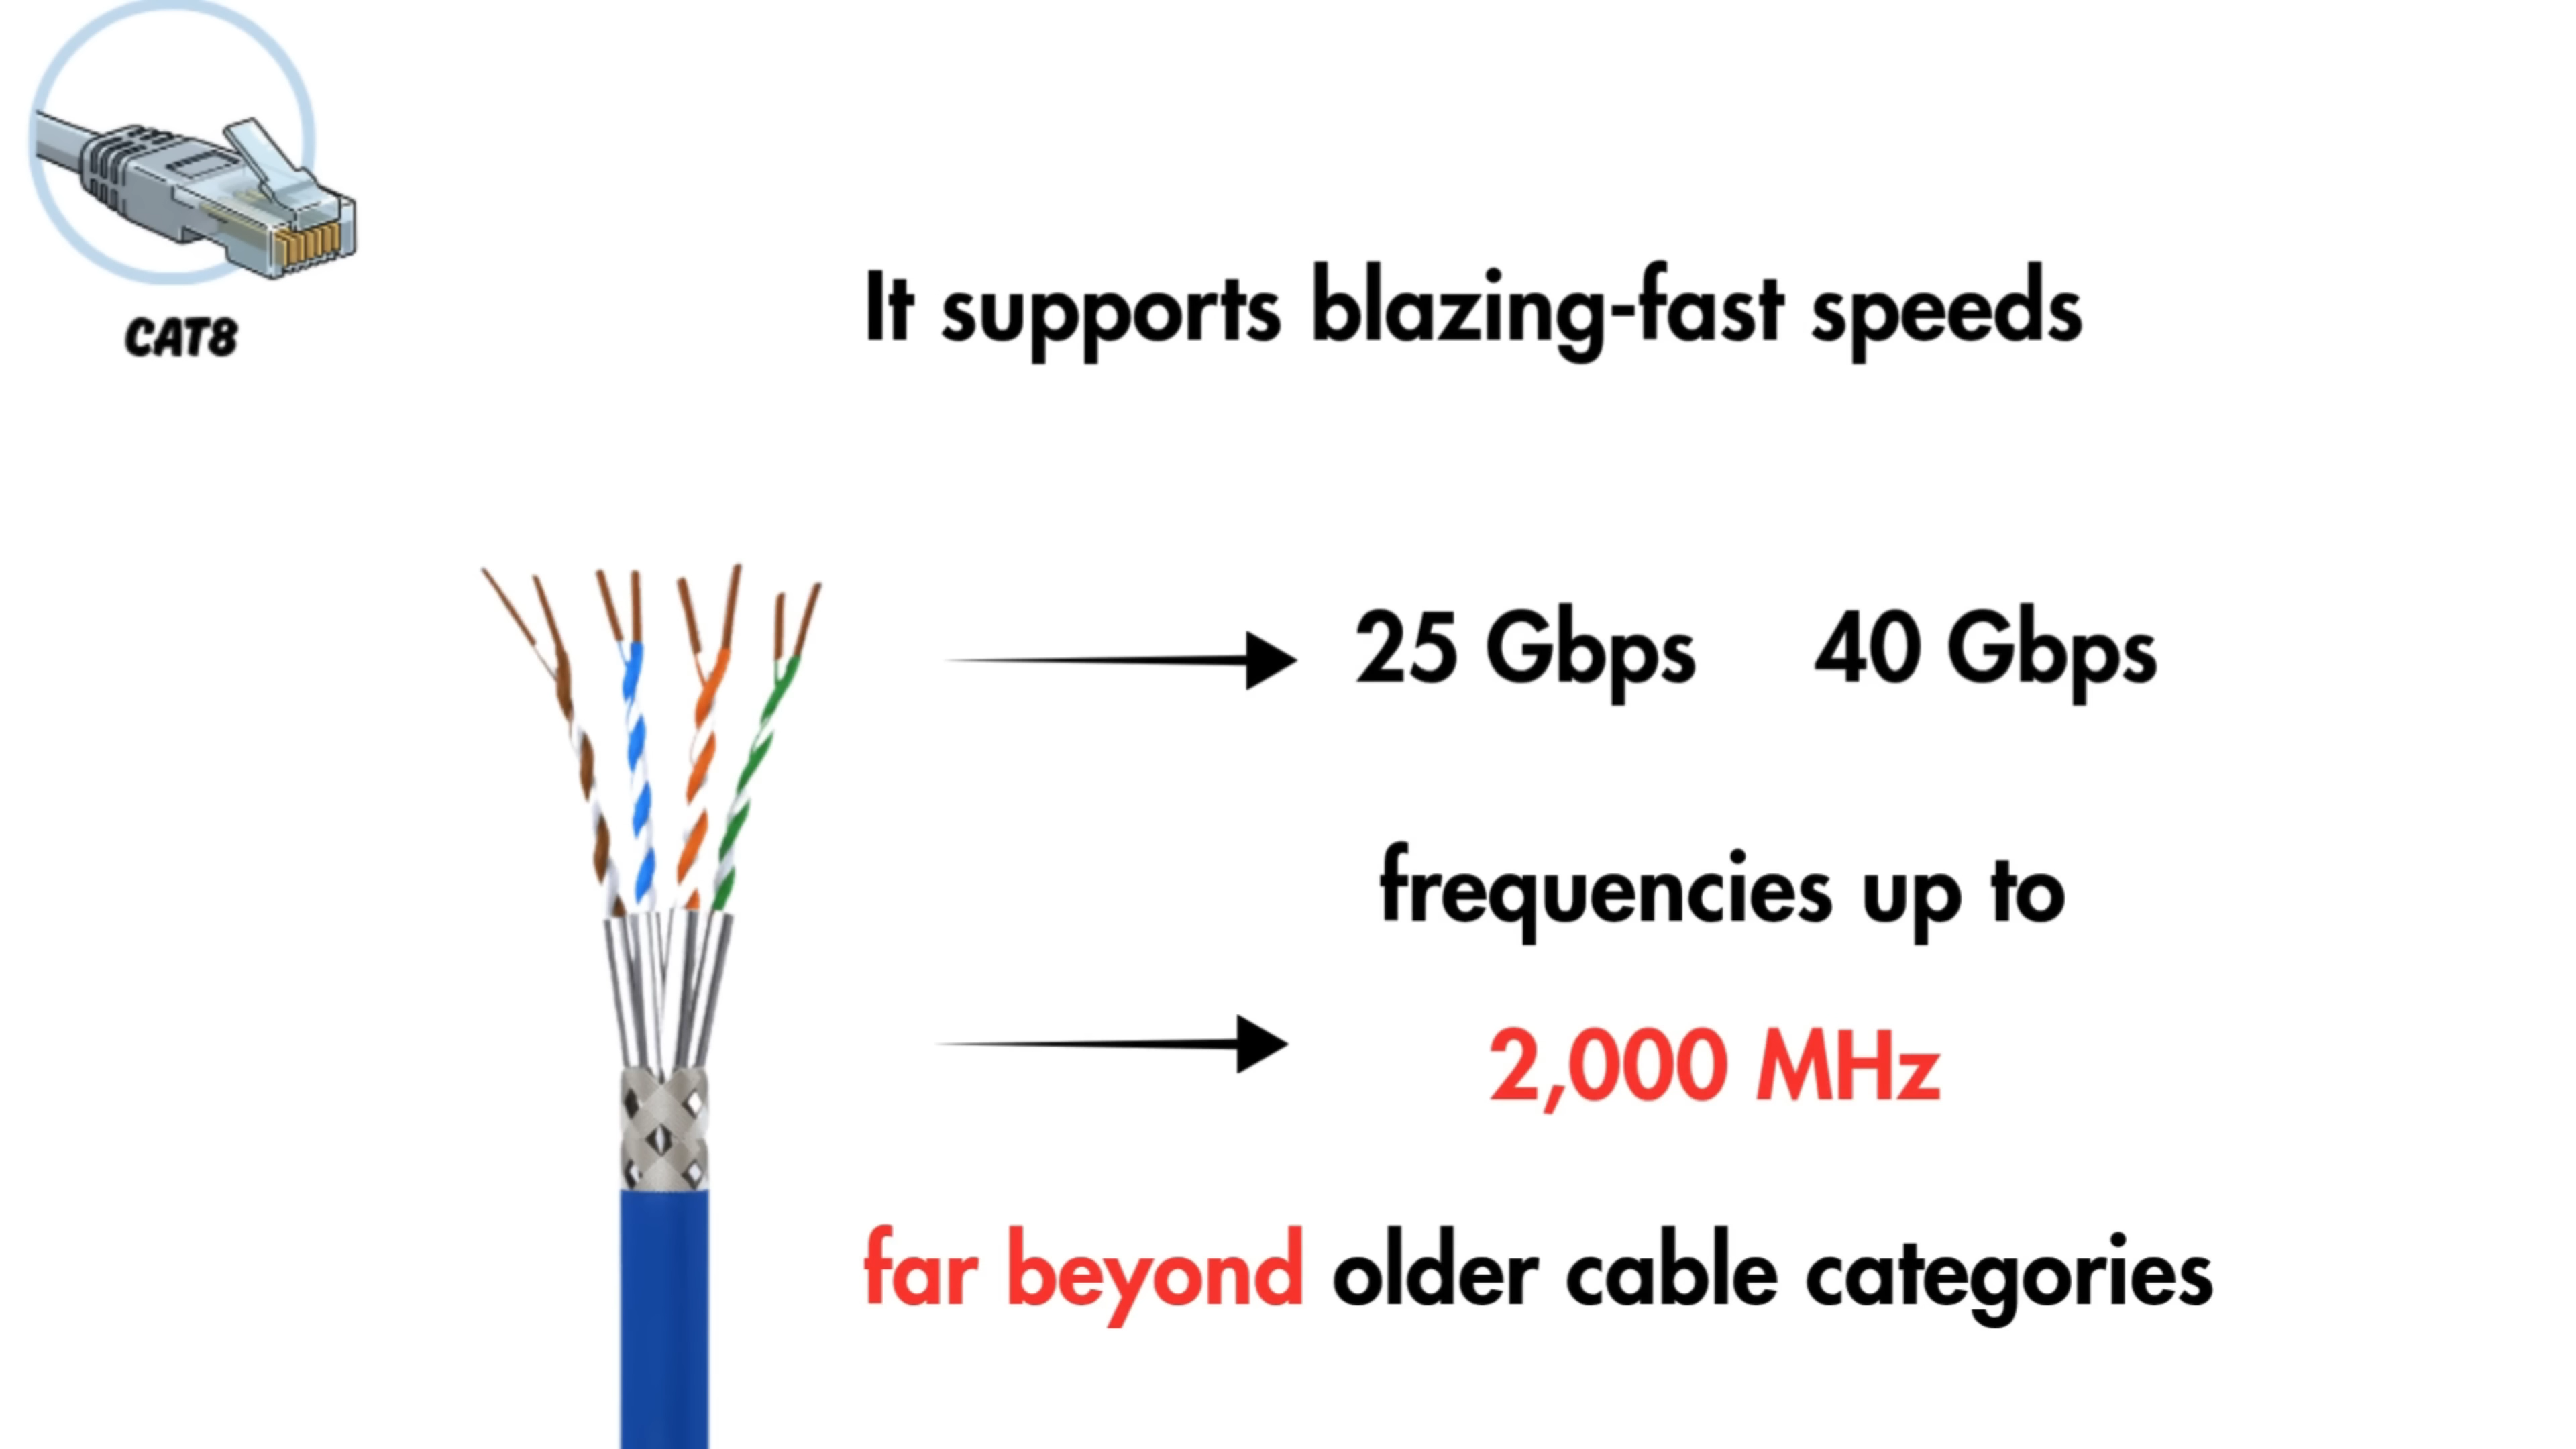 CAT8
It supports blazing-fast speeds
25 Gbps 40 Gbps
frequencies up to
2,000 MHz
far beyond older cable categories